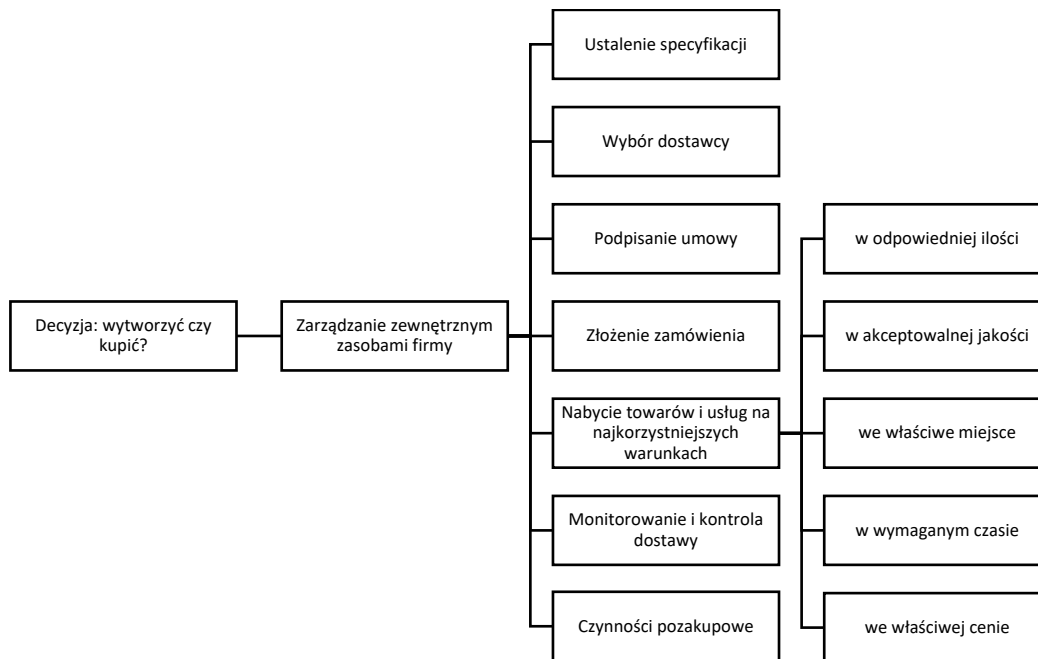 Ustalenie specyfikacji
Wybór dostawcy
Podpisanie umowy
w odpowiedniej ilości
Decyzja: wytworzyć czy
kupić?
Zarządzanie zewnętrznym
zasobami firmy
Złożenie zamówienia
w akceptowalnej jakości
Nabycie towarów i usług na
najkorzystniejszych
warunkach
we właściwe miejsce
Monitorowanie i kontrola
dostawy
w wymaganym czasie
Czynności pozakupowe
we właściwej cenie